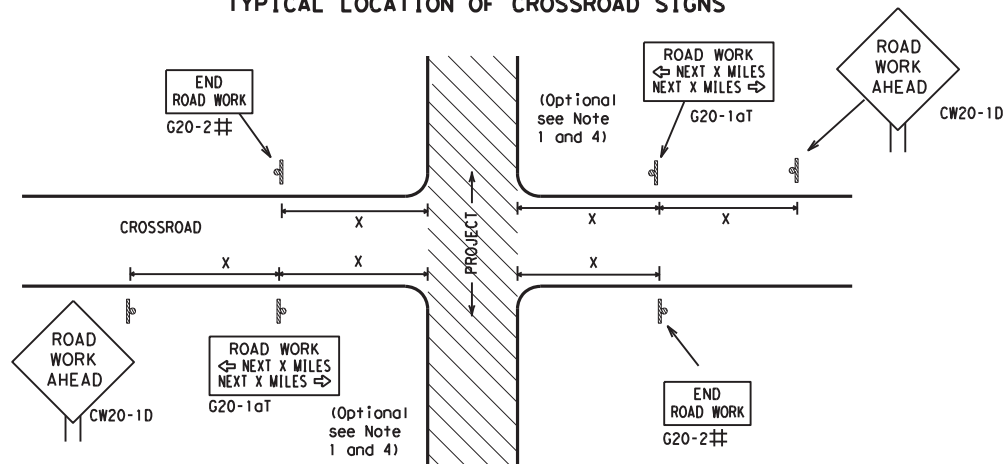 TYPICAL LOCATION OF CROSSROAD SIGNS
END
ROAD WORK
G20-2#
(Optional
see Note
1 and 4)
ROAD WORK
⇦ NEXT X MILES
NEXT X MILES ⇨
G20-1aT
ROAD
WORK
AHEAD
CW20-1D
X
X
X
CROSSROAD
PROJECT
X
X
X
ROAD
WORK
AHEAD
CW20-1D
ROAD WORK
⇦ NEXT X MILES
NEXT X MILES ⇨
G20-1aT
(Optional
see Note
1 and 4)
END
ROAD WORK
G20-2#